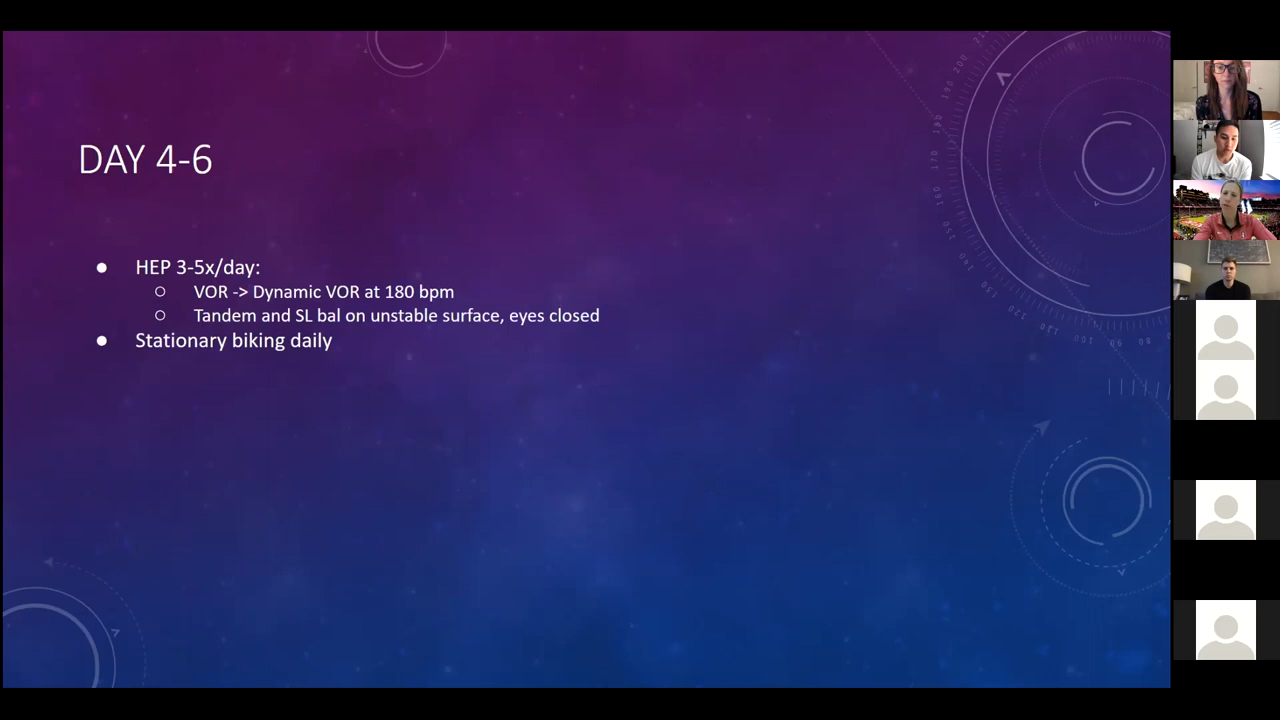 DAY 4-6
● HEP 3-5x/day:
○ VOR -> Dynamic VOR at 180 bpm
○ Tandem and SL bal on unstable surface, eyes closed
● Stationary biking daily